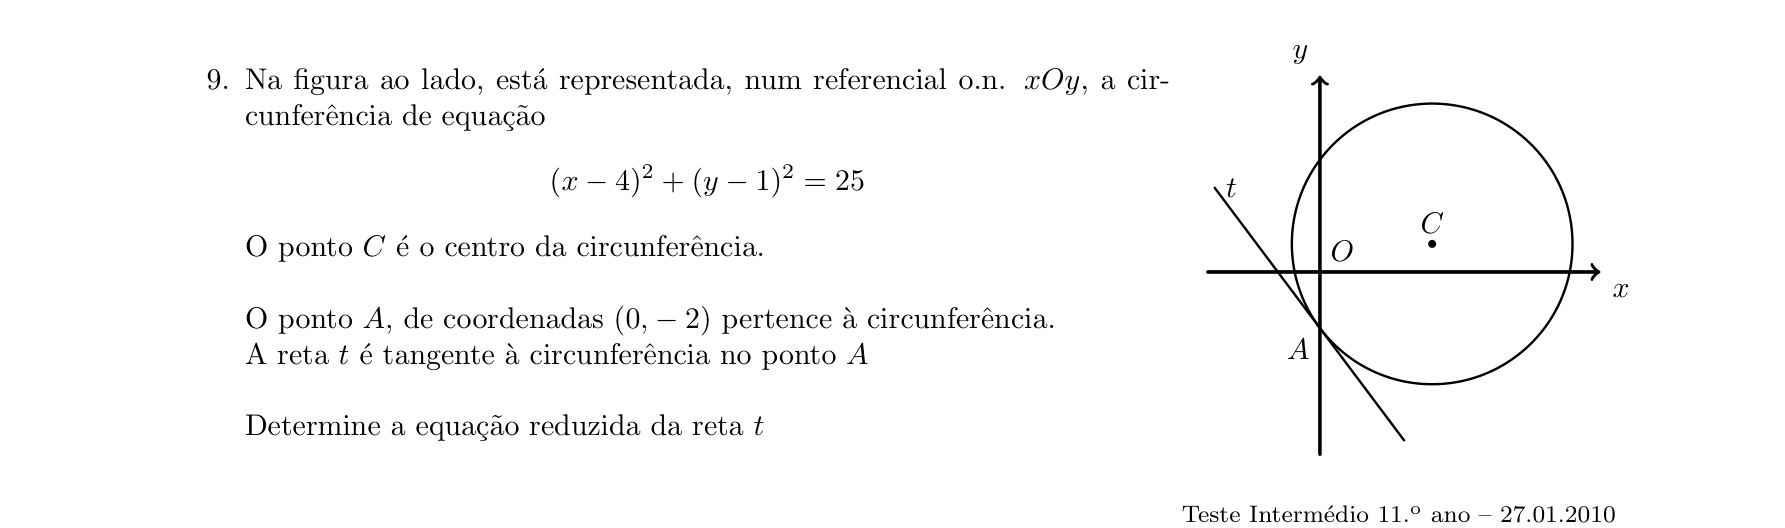 9. Na figura ao lado, está representada, num referencial o.n. xOy, a cir-
cunferência de equação
(x − 4)² + (y − 1)² = 25
O ponto C é o centro da circunferência.
O ponto A, de coordenadas (0, − 2) pertence à circunferência.
A reta t é tangente à circunferência no ponto A
Determine a equação reduzida da reta t
y
t
C
O
x
A
Teste Intermédio 11.º ano – 27.01.2010